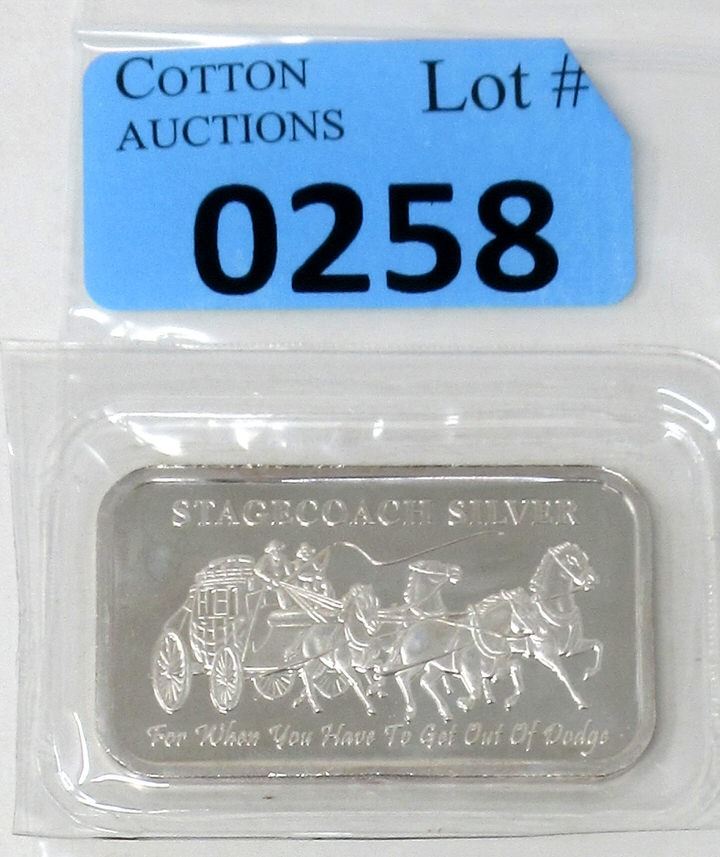 COTTON
AUCTIONS
Lot #
0258
STAGECOACH SILVER
For When You Have To Get Out Of Dodge